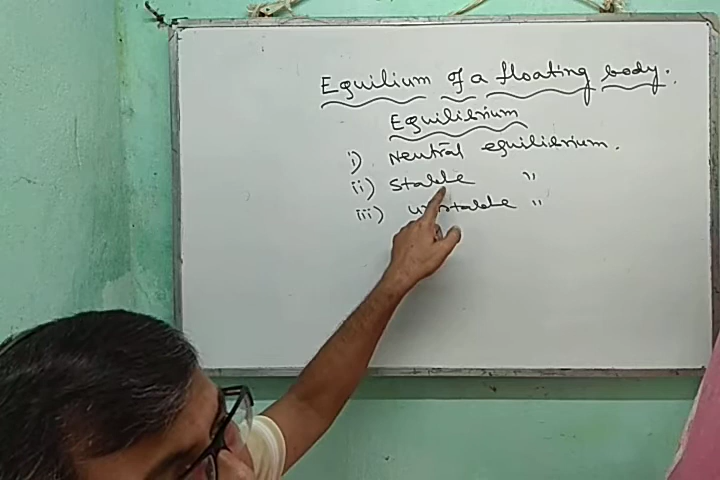 Equilium of a floating body.
Equilibrium
i) Neutral equilibrium.
ii) Stable "
iii) unstable "